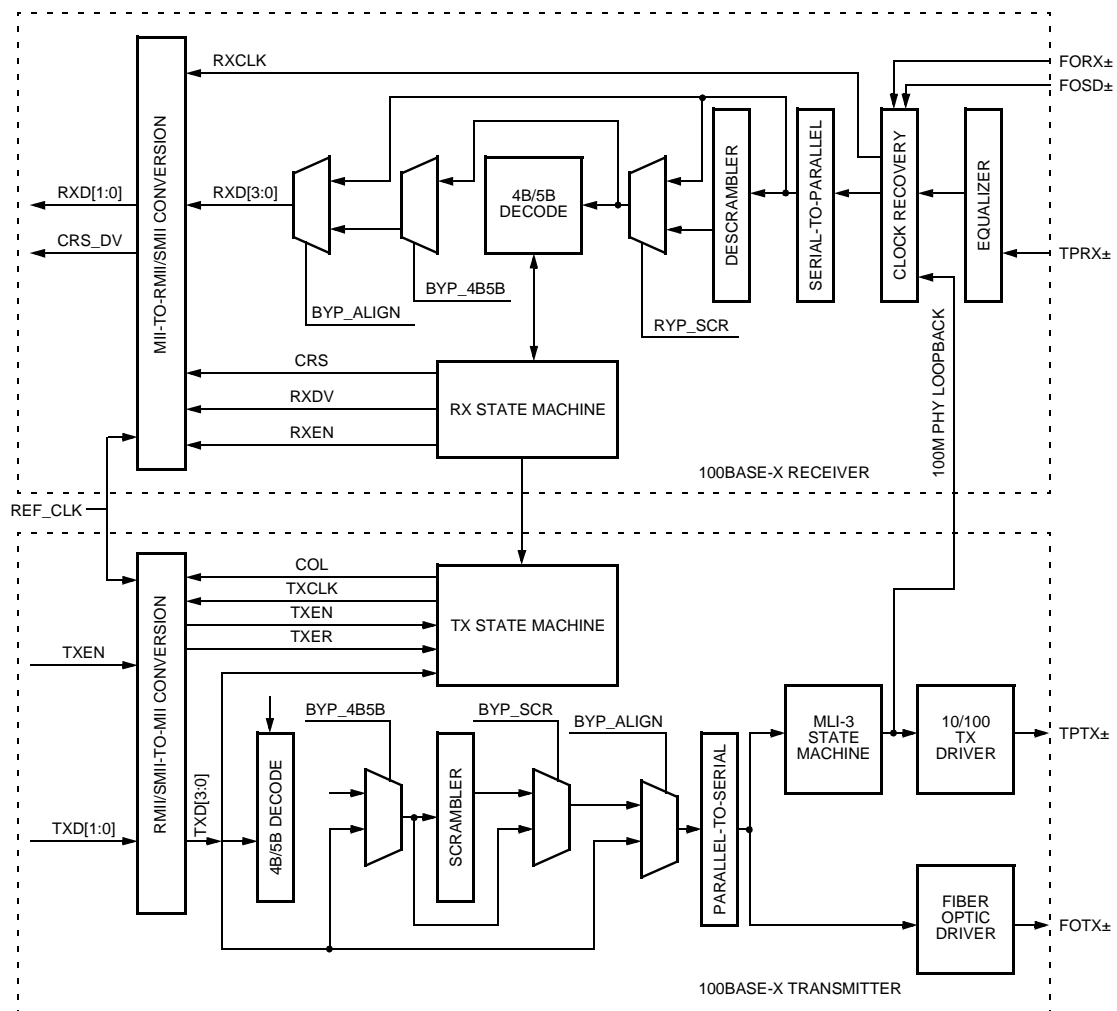 RXCLK
FORX±
FOSD±
MII-TO-RMII/SMII CONVERSION
RXD[1:0]
RXD[3:0]
4B/5B
DECODE
DESCRAMBLER
SERIAL-TO-PARALLEL
CLOCK RECOVERY
EQUALIZER
CRS_DV
TPRX±
BYP_4B5B
BYP_ALIGN
RYP_SCR
CRS
RXDV
RXEN
RX STATE MACHINE
100M PHY LOOPBACK
100BASE-X RECEIVER
REF_CLK
RMII/SMII-TO-MII CONVERSION
COL
TXCLK
TXEN
TXER
TX STATE MACHINE
TXEN
BYP_4B5B
BYP_SCR
BYP_ALIGN
MLI-3
STATE
MACHINE
10/100
TX
DRIVER
TPTX±
TXD[1:0]
TXD[3:0]
4B/5B DECODE
SCRAMBLER
PARALLEL-TO-SERIAL
FIBER
OPTIC
DRIVER
FOTX±
100BASE-X TRANSMITTER